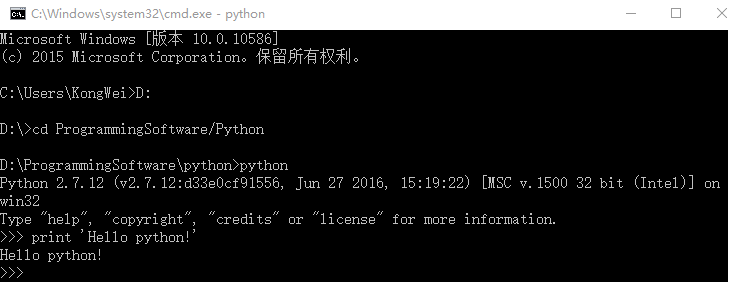 C:\Windows\system32\cmd.exe - python
Microsoft Windows [版本 10.0.10586]
(c) 2015 Microsoft Corporation。保留所有权利。
C:\Users\KongWei>D:
D:\>cd ProgrammingSoftware/Python
D:\ProgrammingSoftware\python>python
Python 2.7.12 (v2.7.12:d33e0cf91556, Jun 27 2016, 15:19:22) [MSC v.1500 32 bit (Intel)] on
win32
Type "help", "copyright", "credits" or "license" for more information.
>>> print 'Hello python!'
Hello python!
>>>